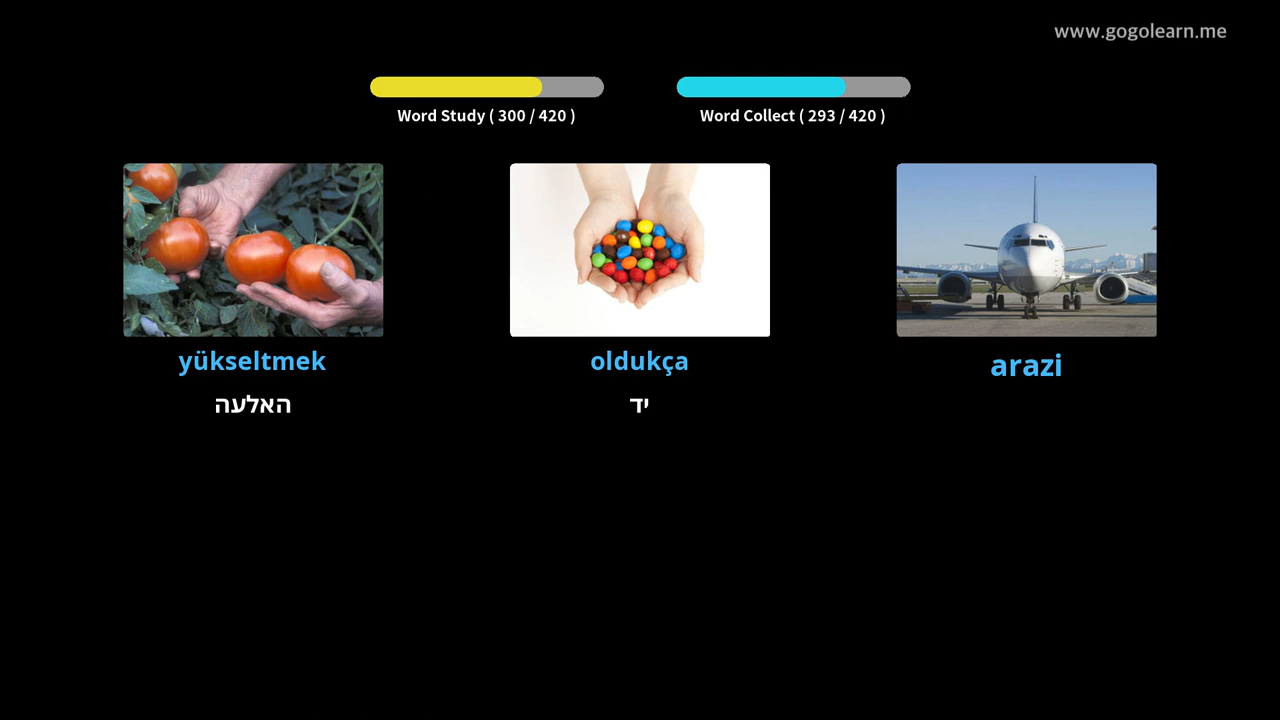 www.gogolearn.me
Word Study ( 300 / 420 )
Word Collect ( 293 / 420 )
yükseltmek
oldukça
arazi
האלעה
יד